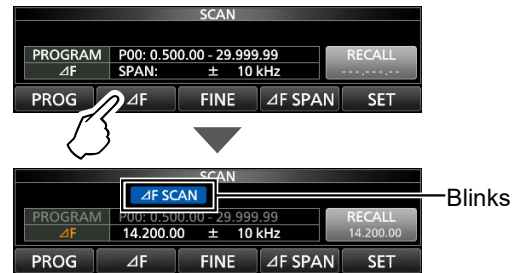 SCAN
PROGRAM P00: 0.500.00 - 29.999.99 RECALL
⊿F SPAN: ± 10 kHz ---.---.--
PROG ⊿F FINE ⊿F SPAN SET
SCAN
⊿F SCAN
Blinks
PROGRAM P00: 0.500.00 - 29.999.99 RECALL
⊿F 14.200.00 ± 10 kHz 14.200.00
PROG ⊿F FINE ⊿F SPAN SET